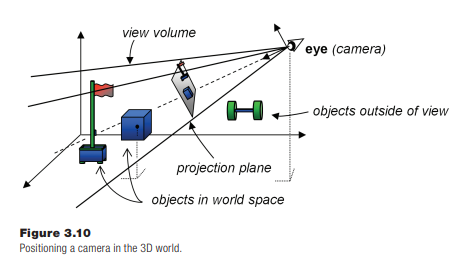 view volume
eye (camera)
objects outside of view
projection plane
objects in world space
Figure 3.10
Positioning a camera in the 3D world.